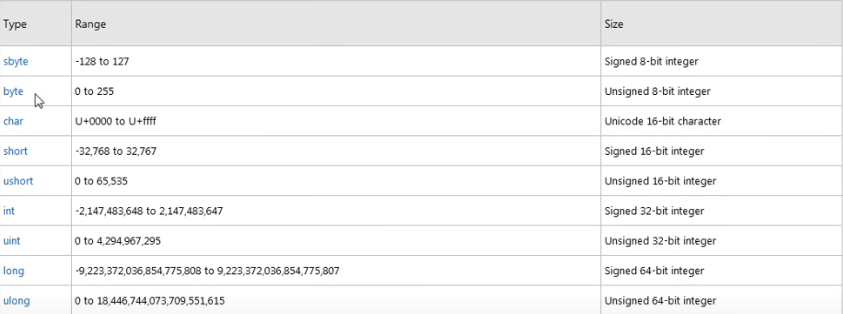 Type Range Size
sbyte -128 to 127 Signed 8-bit integer
byte 0 to 255 Unsigned 8-bit integer
char U+0000 to U+ffff Unicode 16-bit character
short -32,768 to 32,767 Signed 16-bit integer
ushort 0 to 65,535 Unsigned 16-bit integer
int -2,147,483,648 to 2,147,483,647 Signed 32-bit integer
uint 0 to 4,294,967,295 Unsigned 32-bit integer
long -9,223,372,036,854,775,808 to 9,223,372,036,854,775,807 Signed 64-bit integer
ulong 0 to 18,446,744,073,709,551,615 Unsigned 64-bit integer